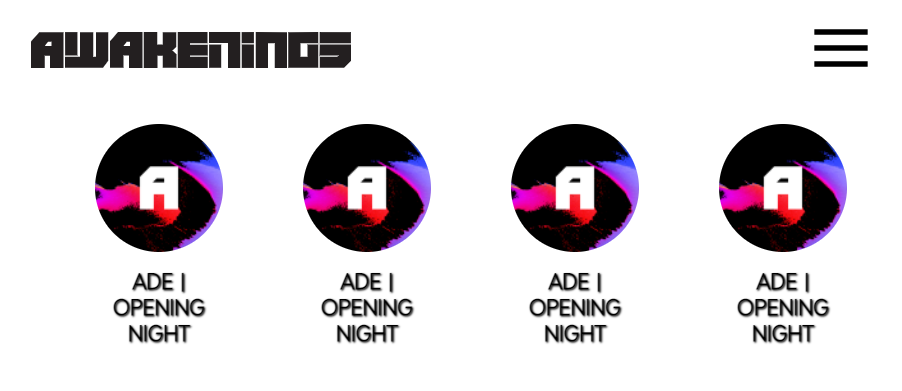 AWAKENINGS
A A A A
ADE |
OPENING
NIGHT
ADE |
OPENING
NIGHT
ADE |
OPENING
NIGHT
ADE |
OPENING
NIGHT